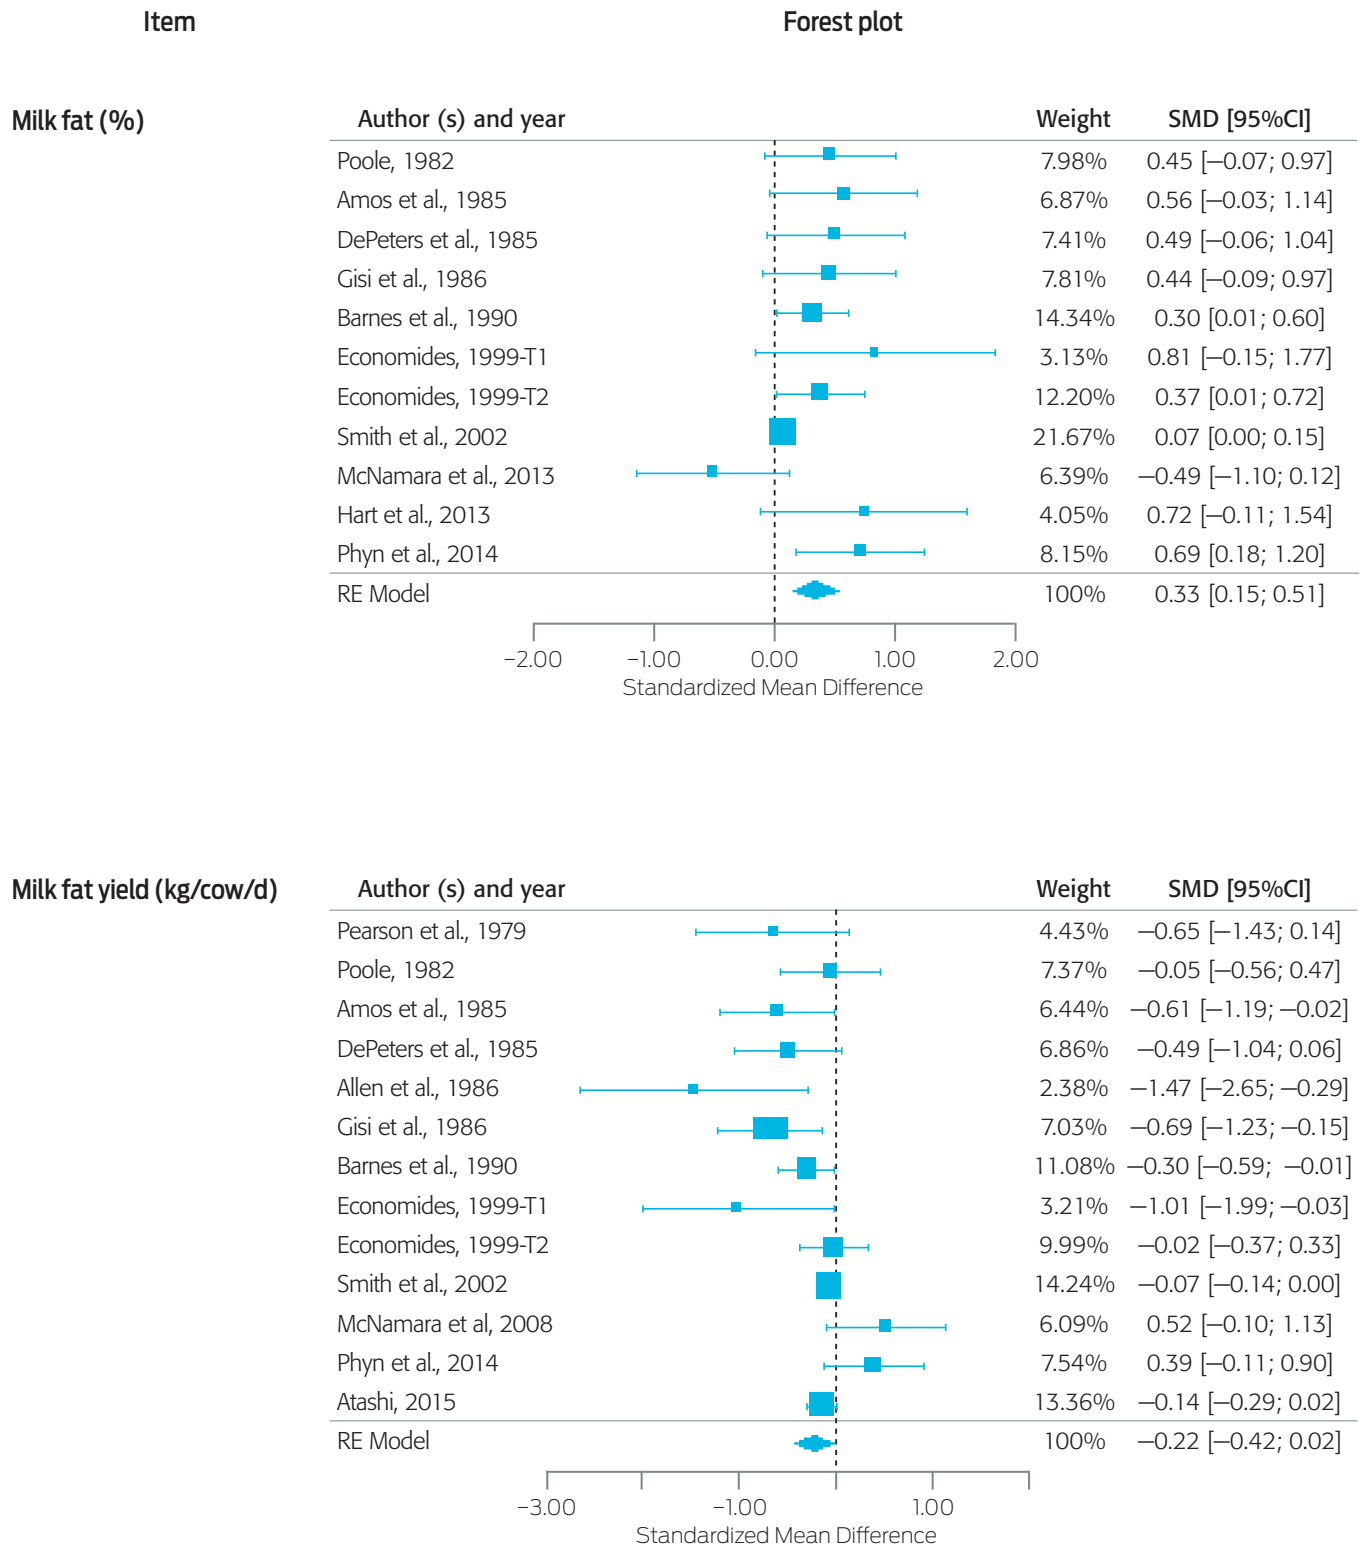 Item Forest plot
Milk fat (%) Author (s) and year Weight SMD [95%CI]
Poole, 1982 7.98% 0.45 [−0.07; 0.97]
Amos et al., 1985 6.87% 0.56 [−0.03; 1.14]
DePeters et al., 1985 7.41% 0.49 [−0.06; 1.04]
Gisi et al., 1986 7.81% 0.44 [−0.09; 0.97]
Barnes et al., 1990 14.34% 0.30 [0.01; 0.60]
Economides, 1999-T1 3.13% 0.81 [−0.15; 1.77]
Economides, 1999-T2 12.20% 0.37 [0.01; 0.72]
Smith et al., 2002 21.67% 0.07 [0.00; 0.15]
McNamara et al., 2013 6.39% −0.49 [−1.10; 0.12]
Hart et al., 2013 4.05% 0.72 [−0.11; 1.54]
Phyn et al., 2014 8.15% 0.69 [0.18; 1.20]
RE Model 100% 0.33 [0.15; 0.51]
−2.00 −1.00 0.00 1.00 2.00
Standardized Mean Difference
Milk fat yield (kg/cow/d) Author (s) and year Weight SMD [95%CI]
Pearson et al., 1979 4.43% −0.65 [−1.43; 0.14]
Poole, 1982 7.37% −0.05 [−0.56; 0.47]
Amos et al., 1985 6.44% −0.61 [−1.19; −0.02]
DePeters et al., 1985 6.86% −0.49 [−1.04; 0.06]
Allen et al., 1986 2.38% −1.47 [−2.65; −0.29]
Gisi et al., 1986 7.03% −0.69 [−1.23; −0.15]
Barnes et al., 1990 11.08% −0.30 [−0.59; −0.01]
Economides, 1999-T1 3.21% −1.01 [−1.99; −0.03]
Economides, 1999-T2 9.99% −0.02 [−0.37; 0.33]
Smith et al., 2002 14.24% −0.07 [−0.14; 0.00]
McNamara et al, 2008 6.09% 0.52 [−0.10; 1.13]
Phyn et al., 2014 7.54% 0.39 [−0.11; 0.90]
Atashi, 2015 13.36% −0.14 [−0.29; 0.02]
RE Model 100% −0.22 [−0.42; 0.02]
−3.00 −1.00 1.00
Standardized Mean Difference